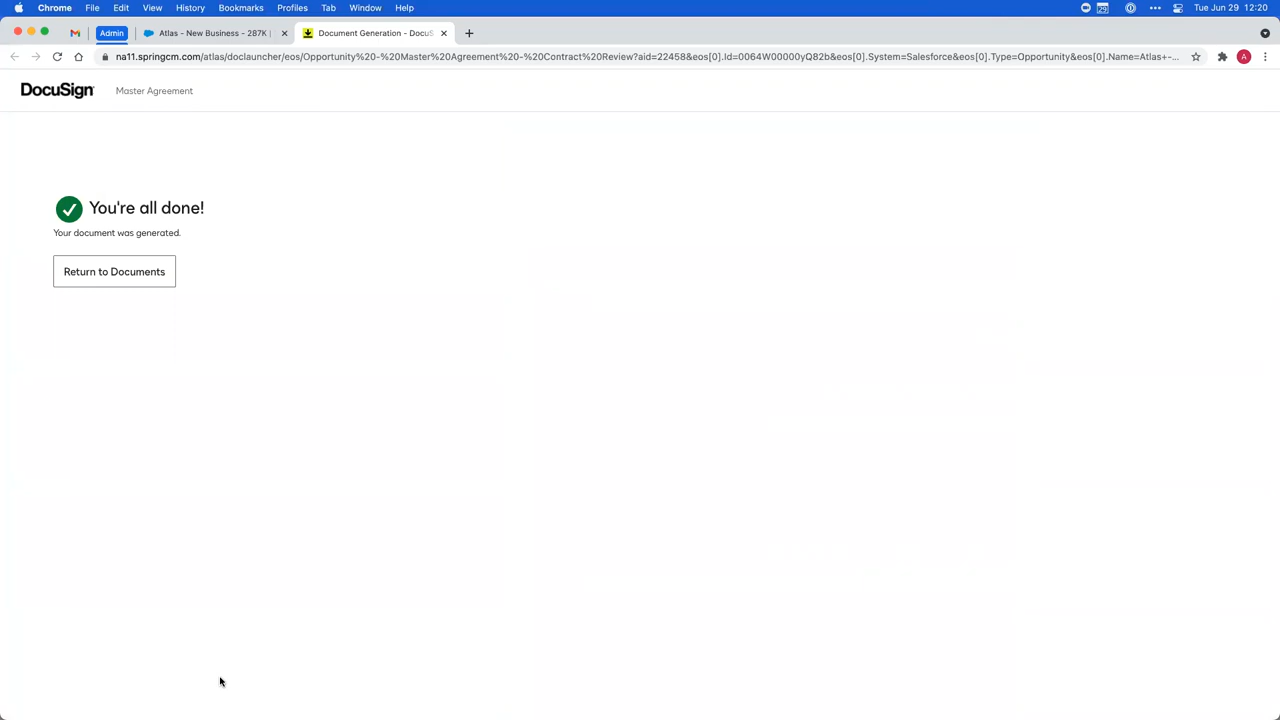 Chrome File Edit View History Bookmarks Profiles Tab Window Help Tue Jun 29 12:20
Admin Atlas - New Business - 287K | Document Generation - DocuS
na11.springcm.com/atlas/doclauncher/eos/Opportunity%20-%20Master%20Agreement%20-%20Contract%20Review?aid=22458&eos[0].Id=0064W00000yQ82b&eos[0].System=Salesforce&eos[0].Type=Opportunity&eos[0].Name=Atlas+-... A
DocuSign Master Agreement
You're all done!
Your document was generated.
Return to Documents